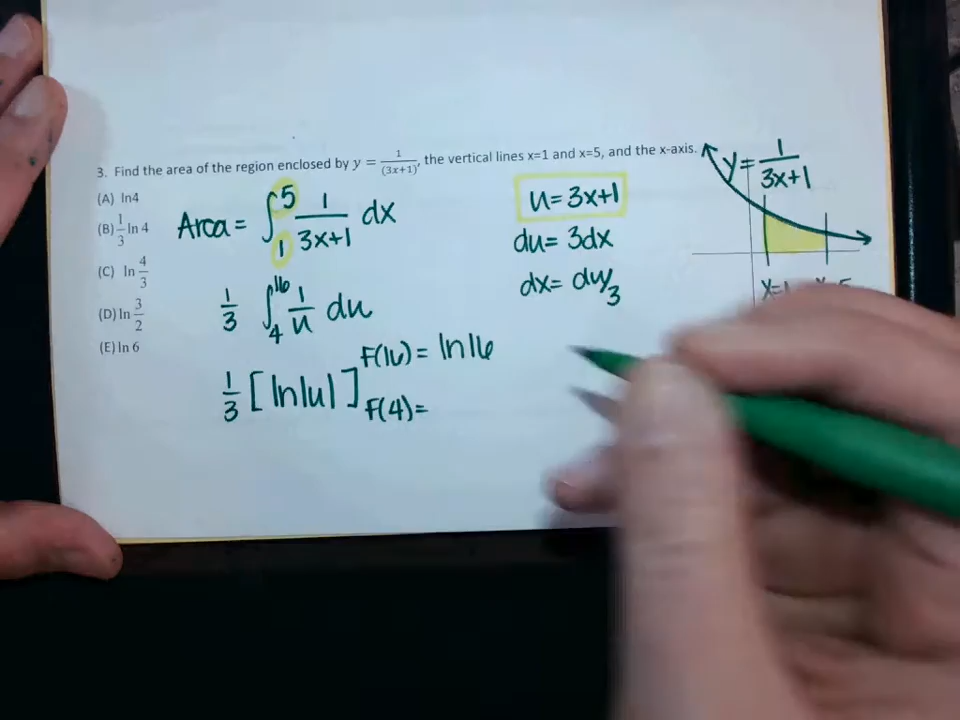 3. Find the area of the region enclosed by y = 1/(3x+1), the vertical lines x=1 and x=5, and the x-axis.
(A) ln4
(B) 1/3 ln 4
(C) ln 4/3
(D) ln 3/2
(E) ln 6
Area = ∫₁⁵ 1/(3x+1) dx
1/3 ∫₄¹⁶ 1/u du
1/3 [ln|u|]
F(16) = ln16
F(4) =
u = 3x+1
du = 3dx
dx = du/3
y = 1/(3x+1)